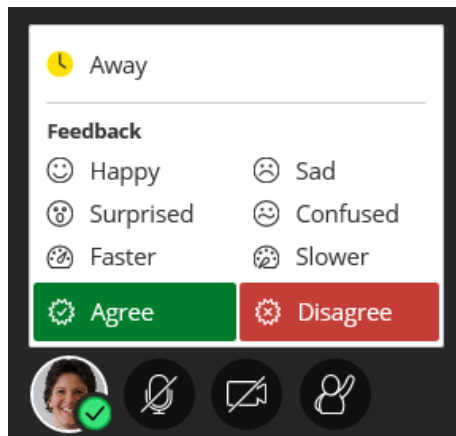 Away
Feedback
Happy Sad
Surprised Confused
Faster Slower
Agree Disagree